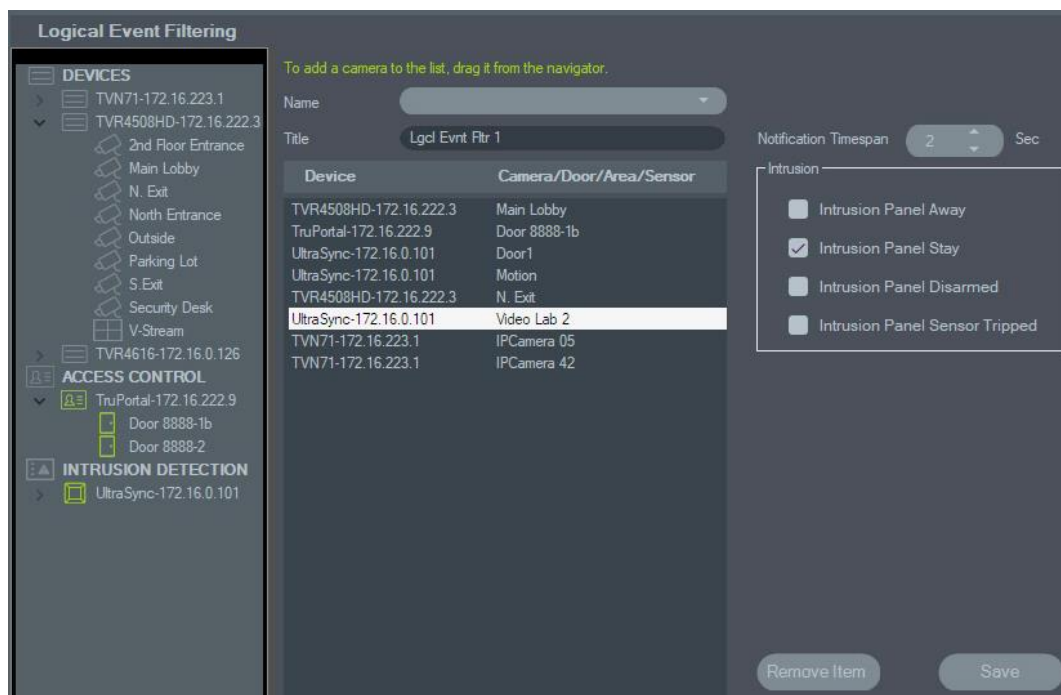 Logical Event Filtering
DEVICES
TVN71-172.16.223.1
TVR4508HD-172.16.222.3
2nd Floor Entrance
Main Lobby
N. Exit
North Entrance
Outside
Parking Lot
S.Exit
Security Desk
V-Stream
TVR4616-172.16.0.126
ACCESS CONTROL
TruPortal-172.16.222.9
Door 8888-1b
Door 8888-2
INTRUSION DETECTION
UltraSync-172.16.0.101
To add a camera to the list, drag it from the navigator.
Name
Title Lgcl Evnt Fltr 1
Device Camera/Door/Area/Sensor
TVR4508HD-172.16.222.3 Main Lobby
TruPortal-172.16.222.9 Door 8888-1b
UltraSync-172.16.0.101 Door1
UltraSync-172.16.0.101 Motion
TVR4508HD-172.16.222.3 N. Exit
UltraSync-172.16.0.101 Video Lab 2
TVN71-172.16.223.1 IPCamera 05
TVN71-172.16.223.1 IPCamera 42
Notification Timespan 2 Sec
Intrusion
Intrusion Panel Away
Intrusion Panel Stay
Intrusion Panel Disarmed
Intrusion Panel Sensor Tripped
Remove Item Save